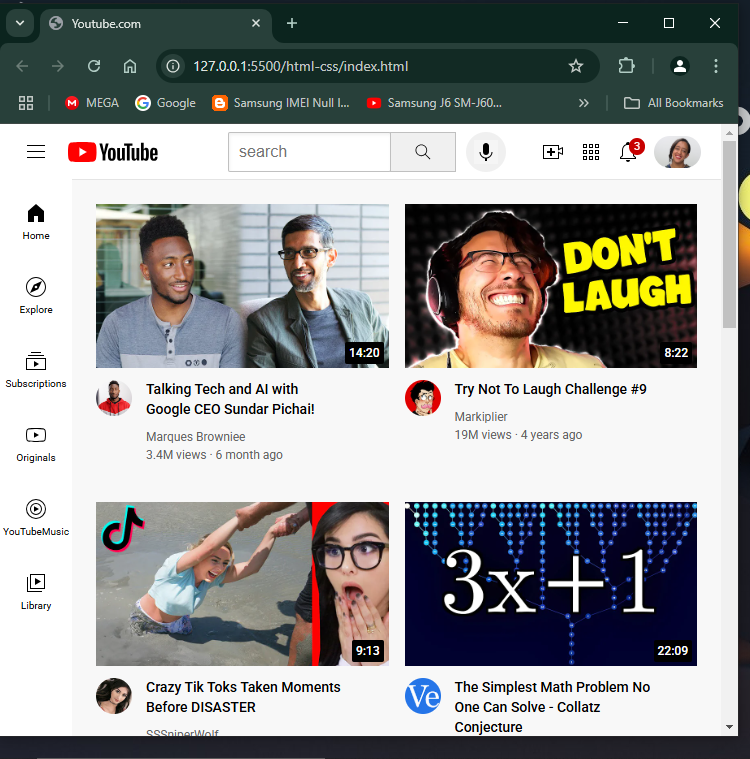 Youtube.com
127.0.0.1:5500/html-css/index.html
MEGA
Google
Samsung IMEI Null I...
Samsung J6 SM-J60...
All Bookmarks
YouTube
search
3
Home
Explore
Subscriptions
Originals
YouTubeMusic
Library
14:20
Talking Tech and AI with
Google CEO Sundar Pichai!
Marques Browniee
3.4M views · 6 month ago
DON'T
LAUGH
8:22
Try Not To Laugh Challenge #9
Markiplier
19M views · 4 years ago
9:13
Crazy Tik Toks Taken Moments
Before DISASTER
SSSniperWolf
3x+1
22:09
Ve
The Simplest Math Problem No
One Can Solve - Collatz
Conjecture